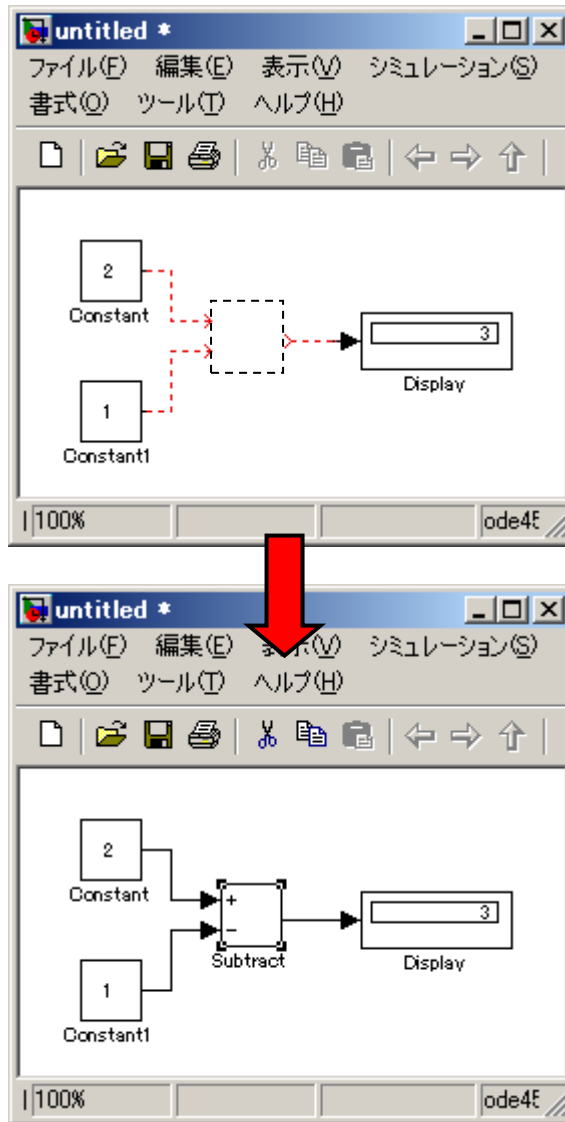 untitled *
ファイル(F) 編集(E) 表示(V) シミュレーション(S)
書式(O) ツール(T) ヘルプ(H)
2
Constant
3
Display
1
Constant1
100%
ode45
untitled *
ファイル(F) 編集(E) 表示(V) シミュレーション(S)
書式(O) ツール(T) ヘルプ(H)
2
Constant
+
−
Subtract
3
Display
1
Constant1
100%
ode45